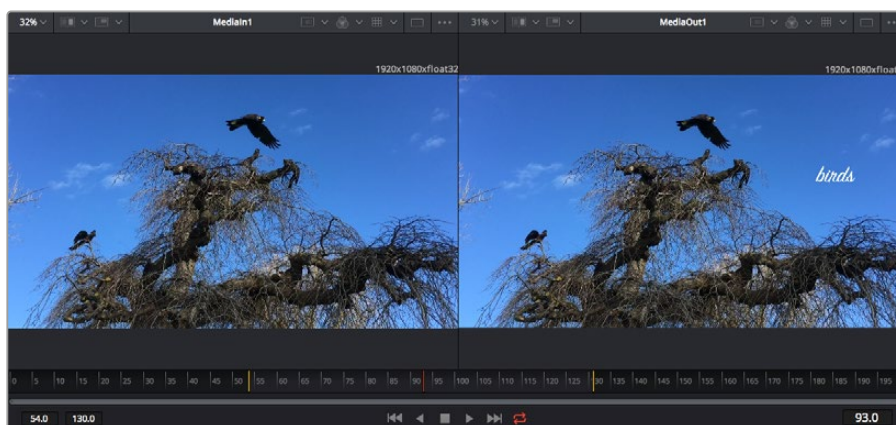 32% MediaIn1 31% MediaOut1
1920x1080xfloat32 1920x1080xfloat
birds
0 5 10 15 20 25 30 35 40 45 50 55 60 65 70 75 80 85 90 95 100 105 110 115 120 125 130 135 140 145 150 155 160 165 170 175 180 185 190 195
54.0 130.0 93.0